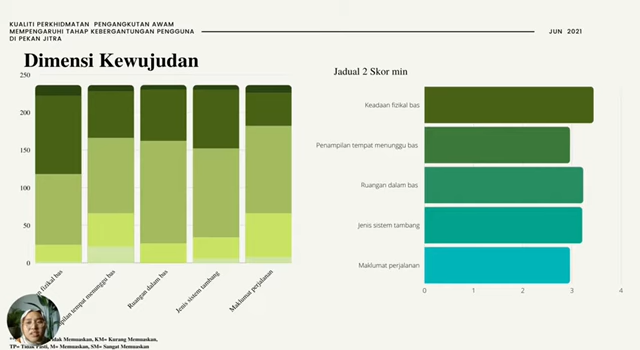 KUALITI PERKHIDMATAN PENGANGKUTAN AWAM
MEMPENGARUHI TAHAP KEBERGANTUNGAN PENGGUNA
DI PEKAN JITRA
JUN 2021
Dimensi Kewujudan
250
200
150
100
50
0
fizikal bas
tempat menunggu bas
Ruangan dalam bas
Jenis sistem tambang
Maklumat perjalanan
Jadual 2 Skor min
Keadaan fizikal bas
Penampilan tempat menunggu bas
Ruangan dalam bas
Jenis sistem tambang
Maklumat perjalanan
0 1 2 3 4
Memuaskan, KM= Kurang Memuaskan,
TP= Tidak Pasti, M= Memuaskan, SM= Sangat Memuaskan